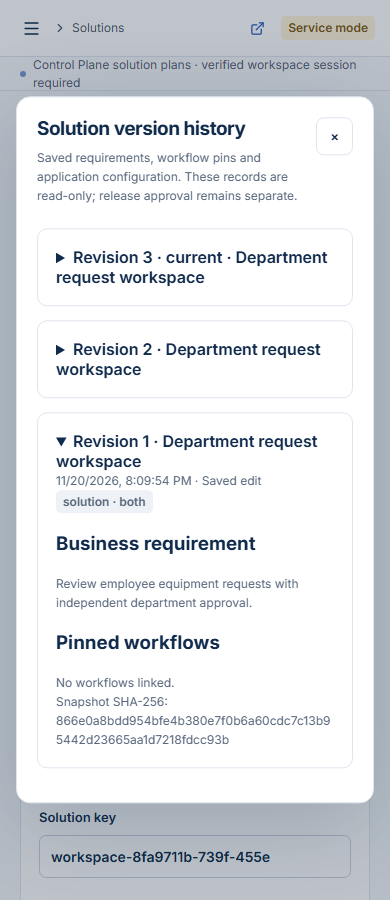 Solutions
Service mode
Control Plane solution plans · verified workspace session
required
Solution version history
×
Saved requirements, workflow pins and
application configuration. These records are
read-only; release approval remains separate.
Revision 3 · current · Department
request workspace
Revision 2 · Department request
workspace
Revision 1 · Department request
workspace
11/20/2026, 8:09:54 PM · Saved edit
solution · both
Business requirement
Review employee equipment requests with
independent department approval.
Pinned workflows
No workflows linked.
Snapshot SHA-256:
866e0a8bdd954bfe4b380e7f0b6a60cdc7c13b9
5442d23665aa1d7218fdcc93b
Solution key
workspace-8fa9711b-739f-455e